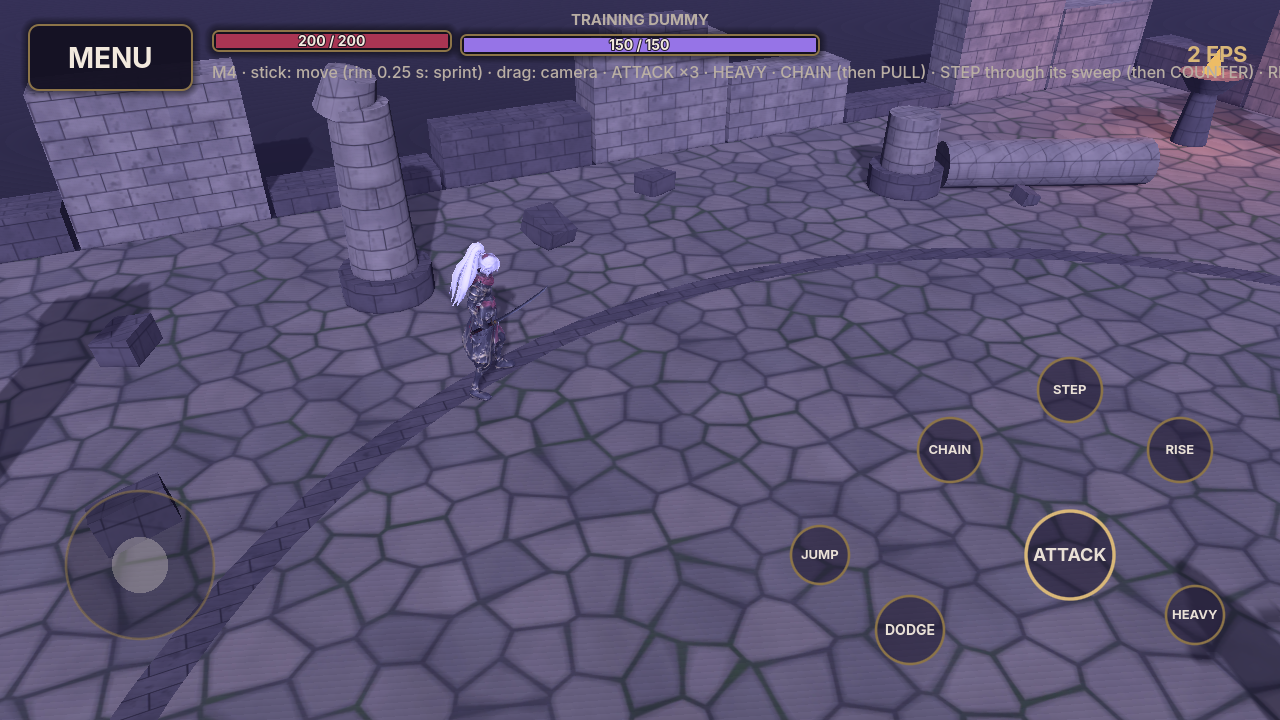 TRAINING DUMMY
MENU
200 / 200
150 / 150
2 FPS
M4 · stick: move (rim 0.25 s: sprint) · drag: camera · ATTACK ×3 · HEAVY · CHAIN (then PULL) · STEP through its sweep (then COUNTER) ·
STEP
CHAIN
RISE
JUMP
ATTACK
DODGE
HEAVY